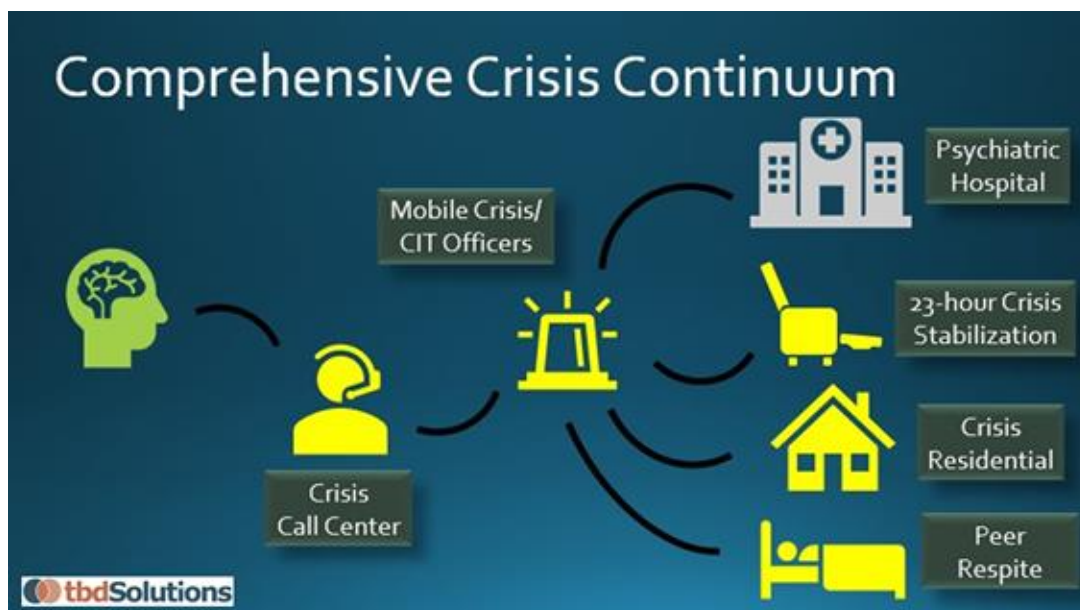 Comprehensive Crisis Continuum
Psychiatric
Hospital
Mobile Crisis/
CIT Officers
23-hour Crisis
Stabilization
Crisis
Residential
Crisis
Call Center
Peer
Respite
tbdSolutions